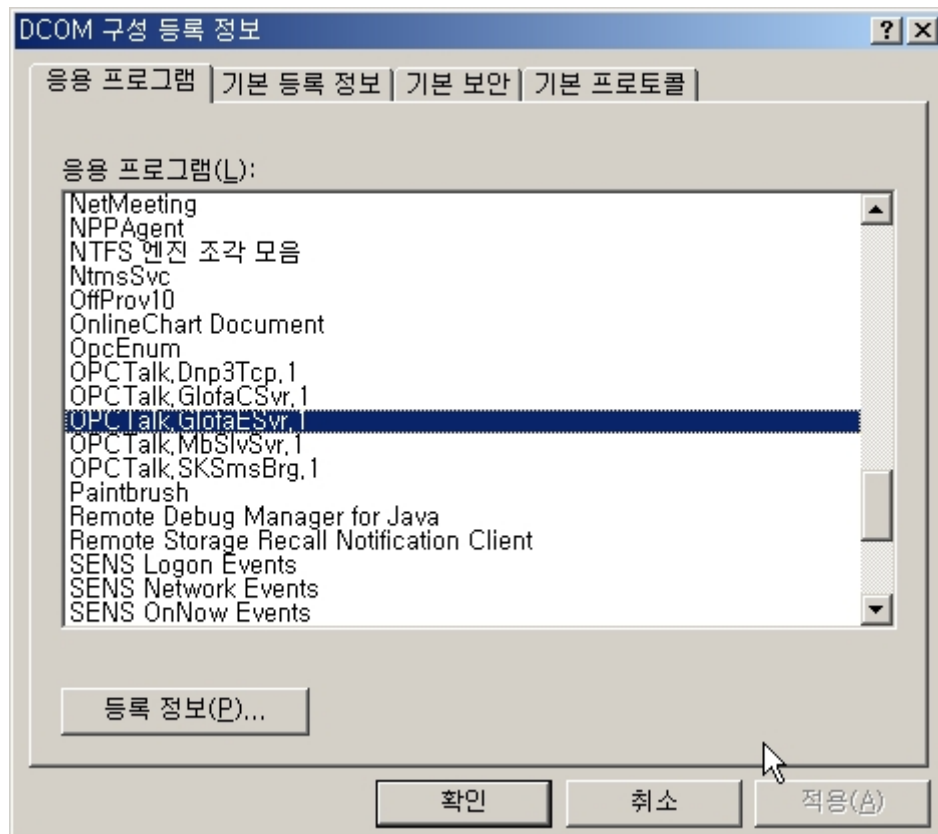 DCOM 구성 등록 정보
응용 프로그램 기본 등록 정보 기본 보안 기본 프로토콜
응용 프로그램(L):
NetMeeting
NPPAgent
NTFS 엔진 조각 모음
NtmsSvc
OffProv10
OnlineChart Document
OpcEnum
OPCTalk,Dnp3Tcp,1
OPCTalk,GlofaCSvr,1
OPCTalk,GlofaESvr,1
OPCTalk,MbSlvSvr,1
OPCTalk,SKSmsBrg,1
Paintbrush
Remote Debug Manager for Java
Remote Storage Recall Notification Client
SENS Logon Events
SENS Network Events
SENS OnNow Events
등록 정보(P)...
확인 취소 적용(A)